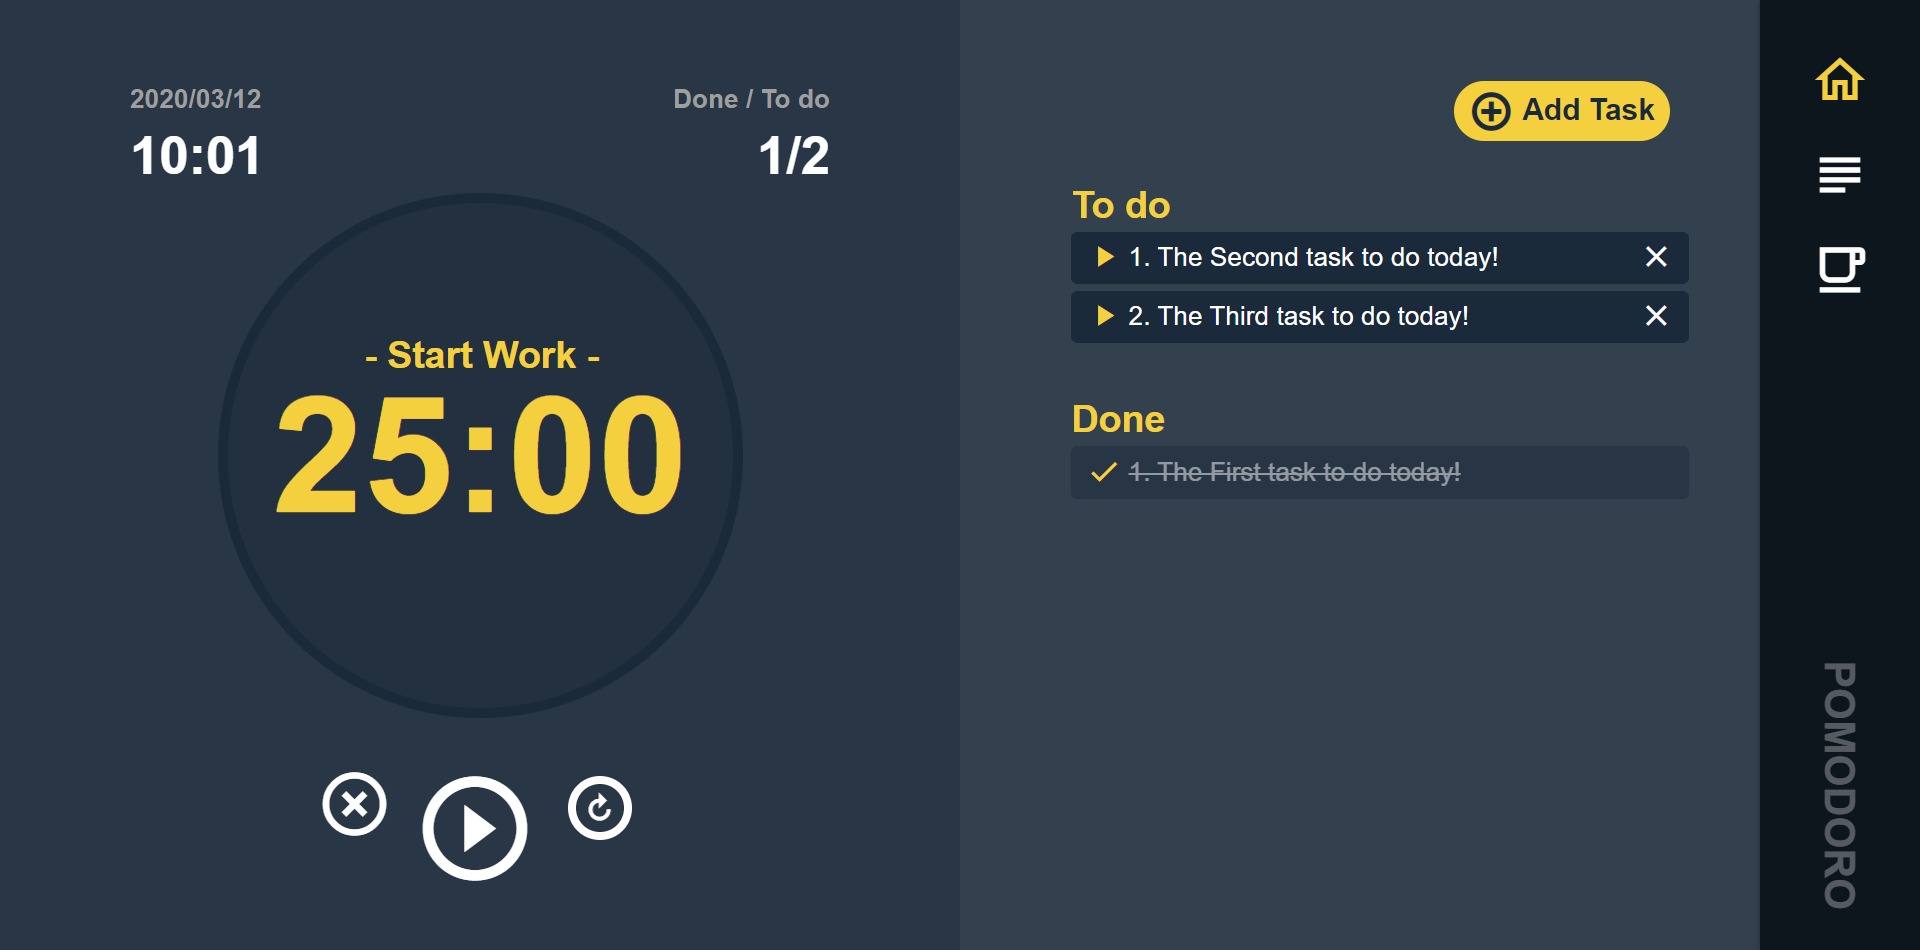 2020/03/12
10:01
Done / To do
1/2
- Start Work -
25:00
Add Task
To do
1. The Second task to do today!
2. The Third task to do today!
Done
1. The First task to do today!
POMODORO